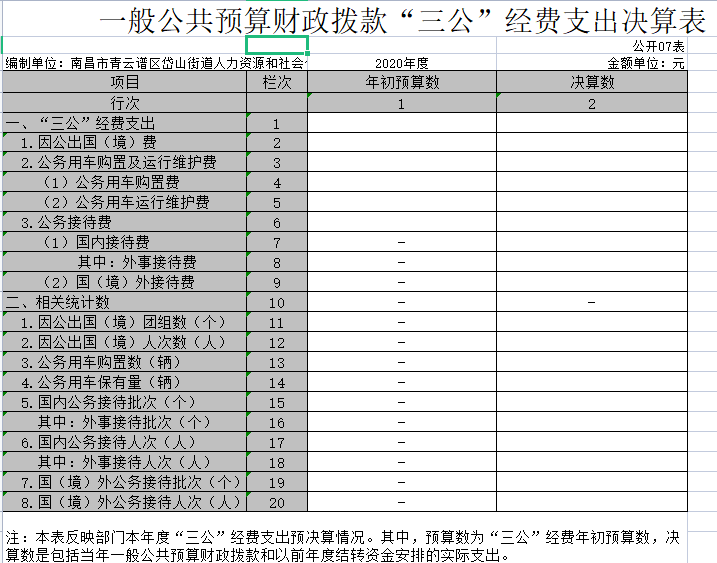 一般公共预算财政拨款“三公”经费支出决算表
公开07表
编制单位：南昌市青云谱区岱山街道人力资源和社会 2020年度 金额单位：元
项目 栏次 年初预算数 决算数
行次 1 2
一、“三公”经费支出 1
1.因公出国（境）费 2
2.公务用车购置及运行维护费 3
（1）公务用车购置费 4
（2）公务用车运行维护费 5
3.公务接待费 6
（1）国内接待费 7 —
其中：外事接待费 8 —
（2）国（境）外接待费 9 —
二、相关统计数 10 — —
1.因公出国（境）团组数（个） 11 —
2.因公出国（境）人次数（人） 12 —
3.公务用车购置数（辆） 13 —
4.公务用车保有量（辆） 14 —
5.国内公务接待批次（个） 15 —
其中：外事接待批次（个） 16 —
6.国内公务接待人次（人） 17 —
其中：外事接待人次（人） 18 —
7.国（境）外公务接待批次（个） 19 —
8.国（境）外公务接待人次（人） 20 —
注：本表反映部门本年度“三公”经费支出预决算情况。其中，预算数为“三公”经费年初预算数，决
算数是包括当年一般公共预算财政拨款和以前年度结转资金安排的实际支出。